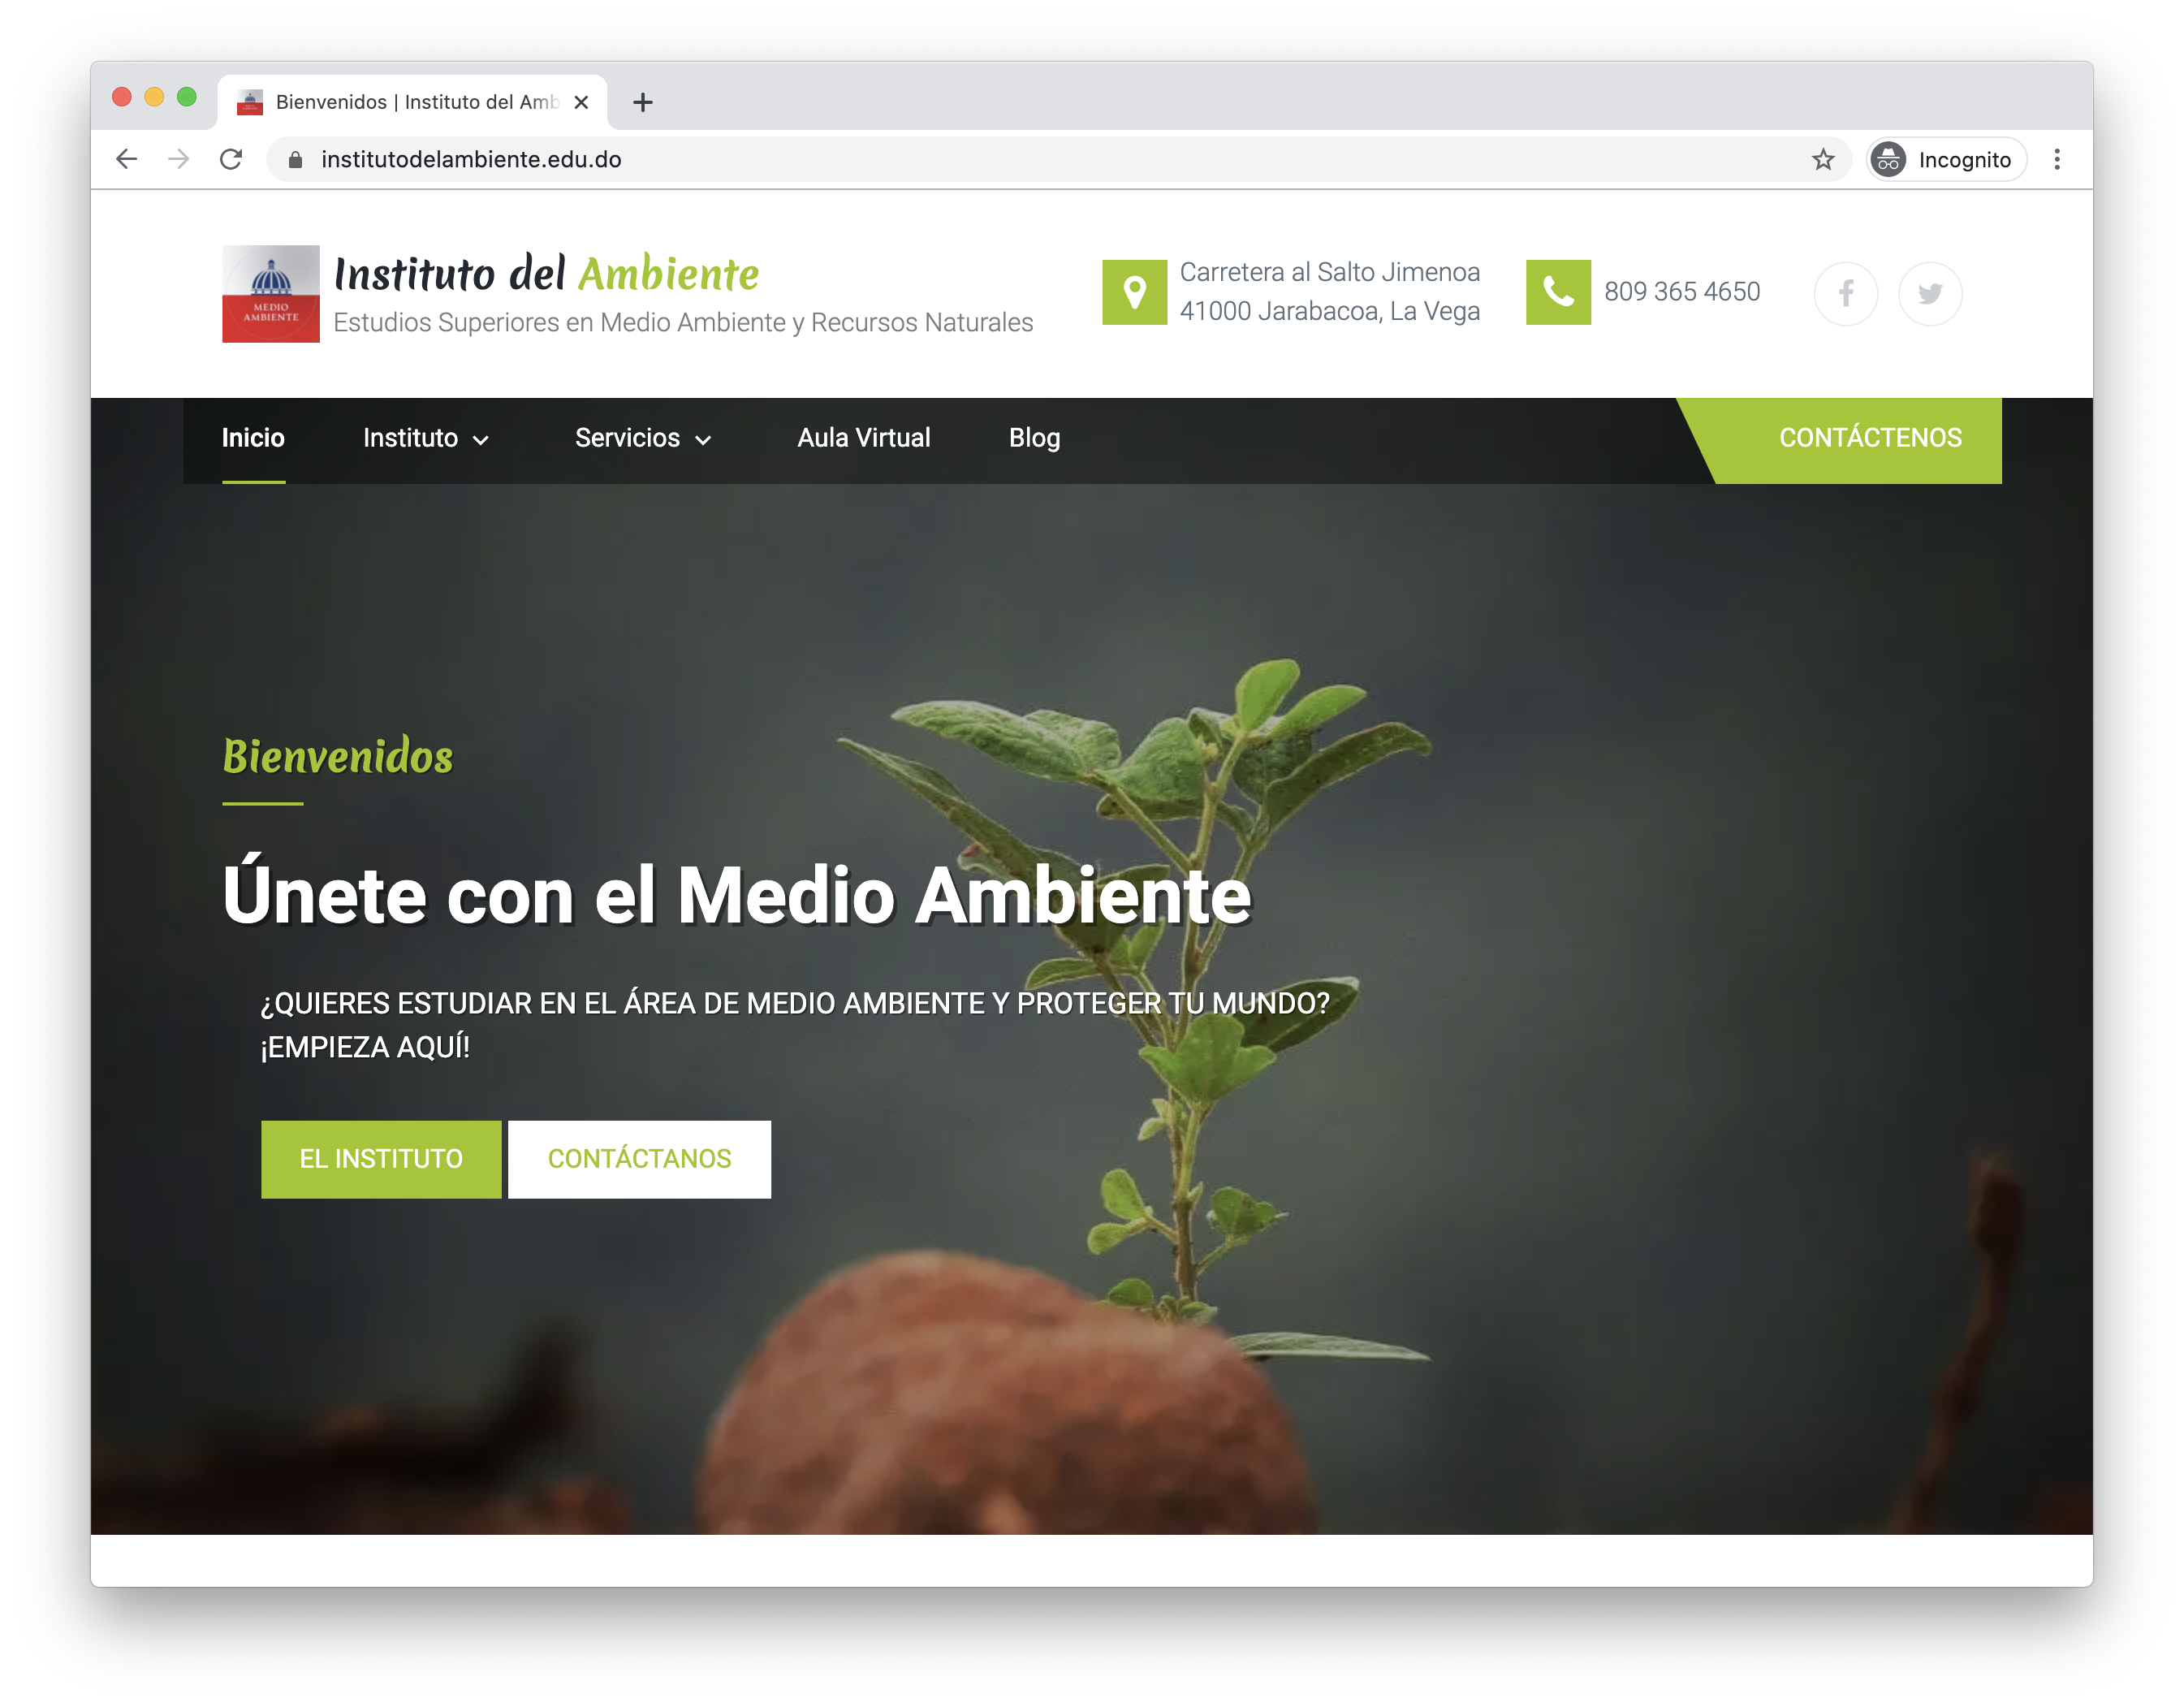 Bienvenidos | Instituto del Amb
institutodelambiente.edu.do
Incognito
MEDIO
AMBIENTE
Instituto del Ambiente
Estudios Superiores en Medio Ambiente y Recursos Naturales
Carretera al Salto Jimenoa
41000 Jarabacoa, La Vega
809 365 4650
Inicio Instituto Servicios Aula Virtual Blog CONTÁCTENOS
Bienvenidos
Únete con el Medio Ambiente
¿QUIERES ESTUDIAR EN EL ÁREA DE MEDIO AMBIENTE Y PROTEGER TU MUNDO?
¡EMPIEZA AQUÍ!
EL INSTITUTO CONTÁCTANOS